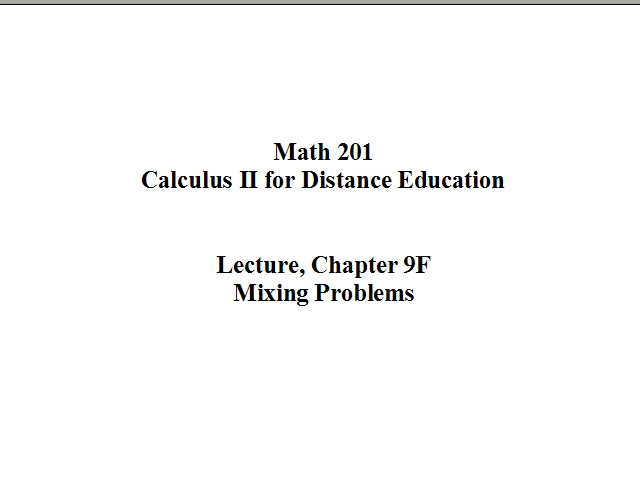 Math 201
Calculus II for Distance Education
Lecture, Chapter 9F
Mixing Problems